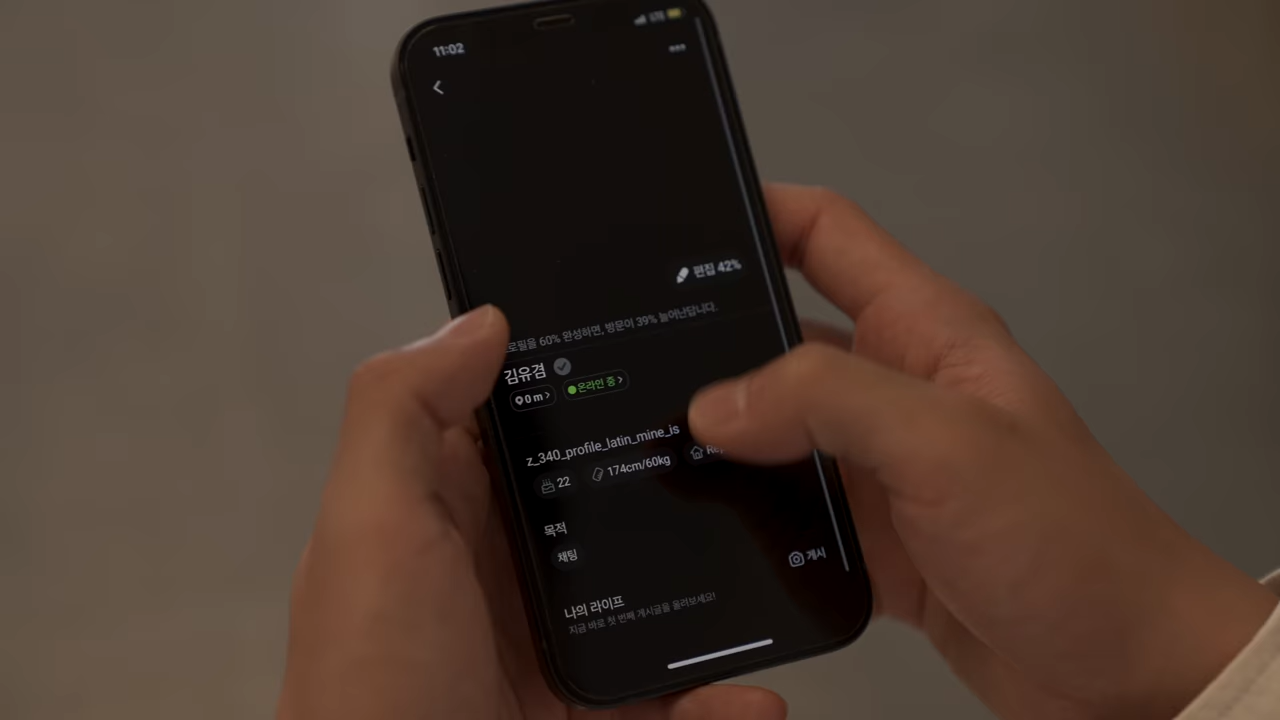 11:02
LTE
편집 42%
로필을 60% 완성하면, 방문이 39% 늘어난답니다.
김유겸
0 m
온라인 중
z_340_profile_latin_mine_is
22
174cm/60kg
목적
채팅
게시
나의 라이프
지금 바로 첫 번째 게시글을 올려보세요!